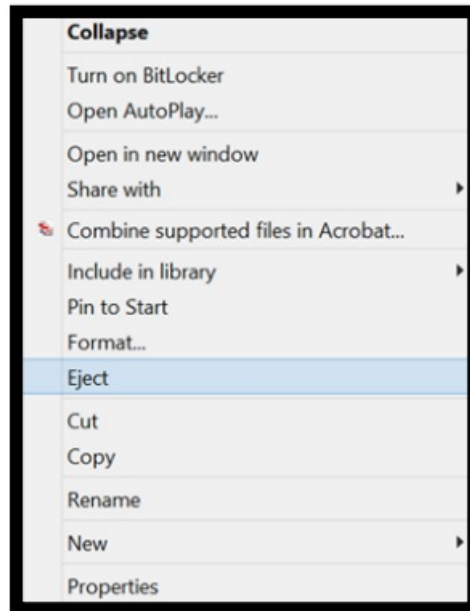 Collapse
Turn on BitLocker
Open AutoPlay...
Open in new window
Share with
Combine supported files in Acrobat...
Include in library
Pin to Start
Format...
Eject
Cut
Copy
Rename
New
Properties